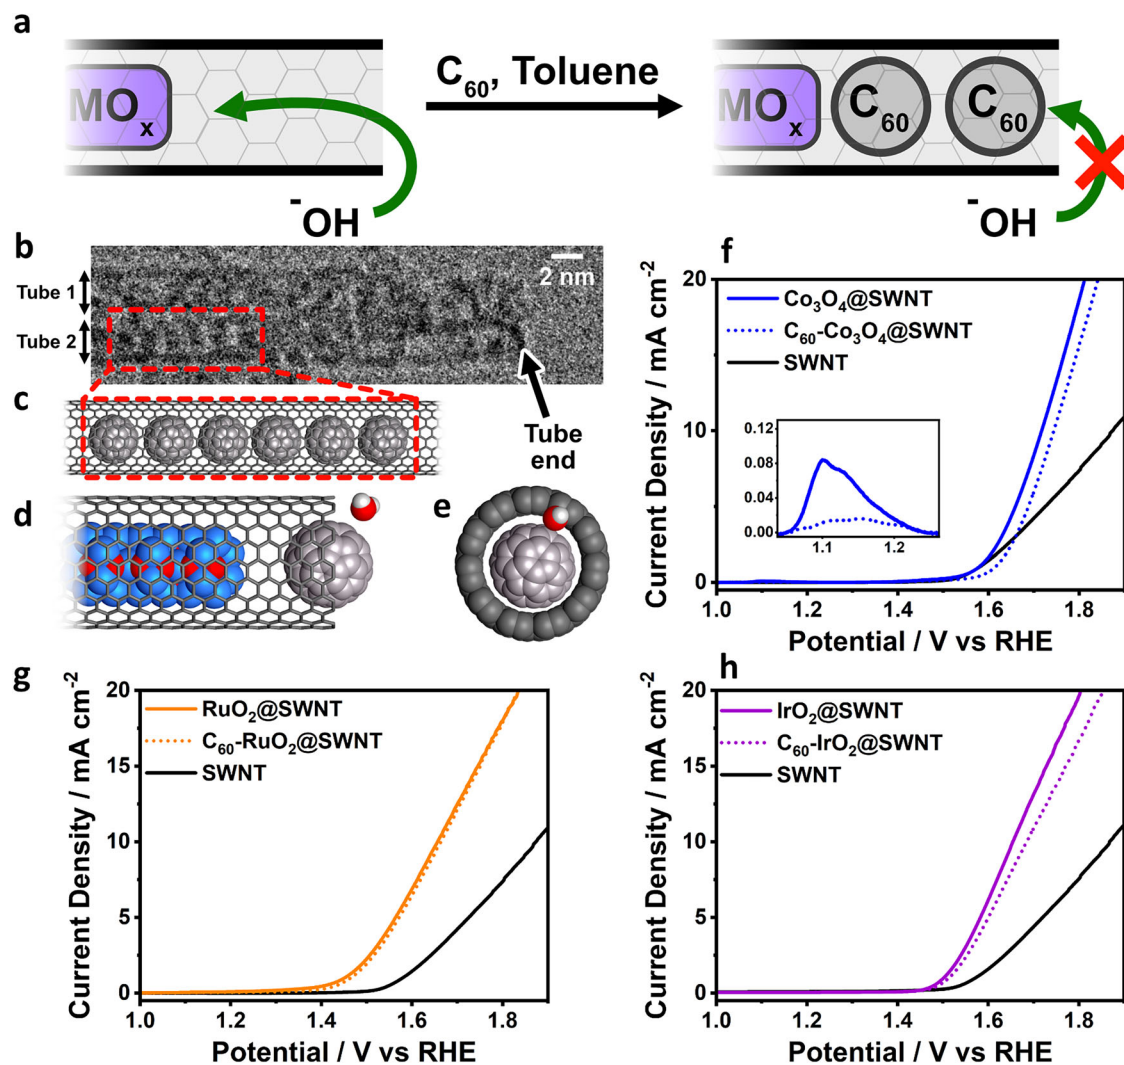 a
MOₓ
C₆₀, Toluene
MOₓ
C₆₀
C₆₀
⁻OH
⁻OH
b
2 nm
Tube 1
Tube 2
Tube
end
c
d
e
f
20
15
10
5
0
Current Density / mA cm⁻²
Co₃O₄@SWNT
C₆₀-Co₃O₄@SWNT
SWNT
0.12
0.08
0.04
0.00
1.1
1.2
1.0
1.2
1.4
1.6
1.8
Potential / V vs RHE
g
20
15
10
5
0
Current Density / mA cm⁻²
RuO₂@SWNT
C₆₀-RuO₂@SWNT
SWNT
1.0
1.2
1.4
1.6
1.8
Potential / V vs RHE
h
20
15
10
5
0
Current Density / mA cm⁻²
IrO₂@SWNT
C₆₀-IrO₂@SWNT
SWNT
1.0
1.2
1.4
1.6
1.8
Potential / V vs RHE